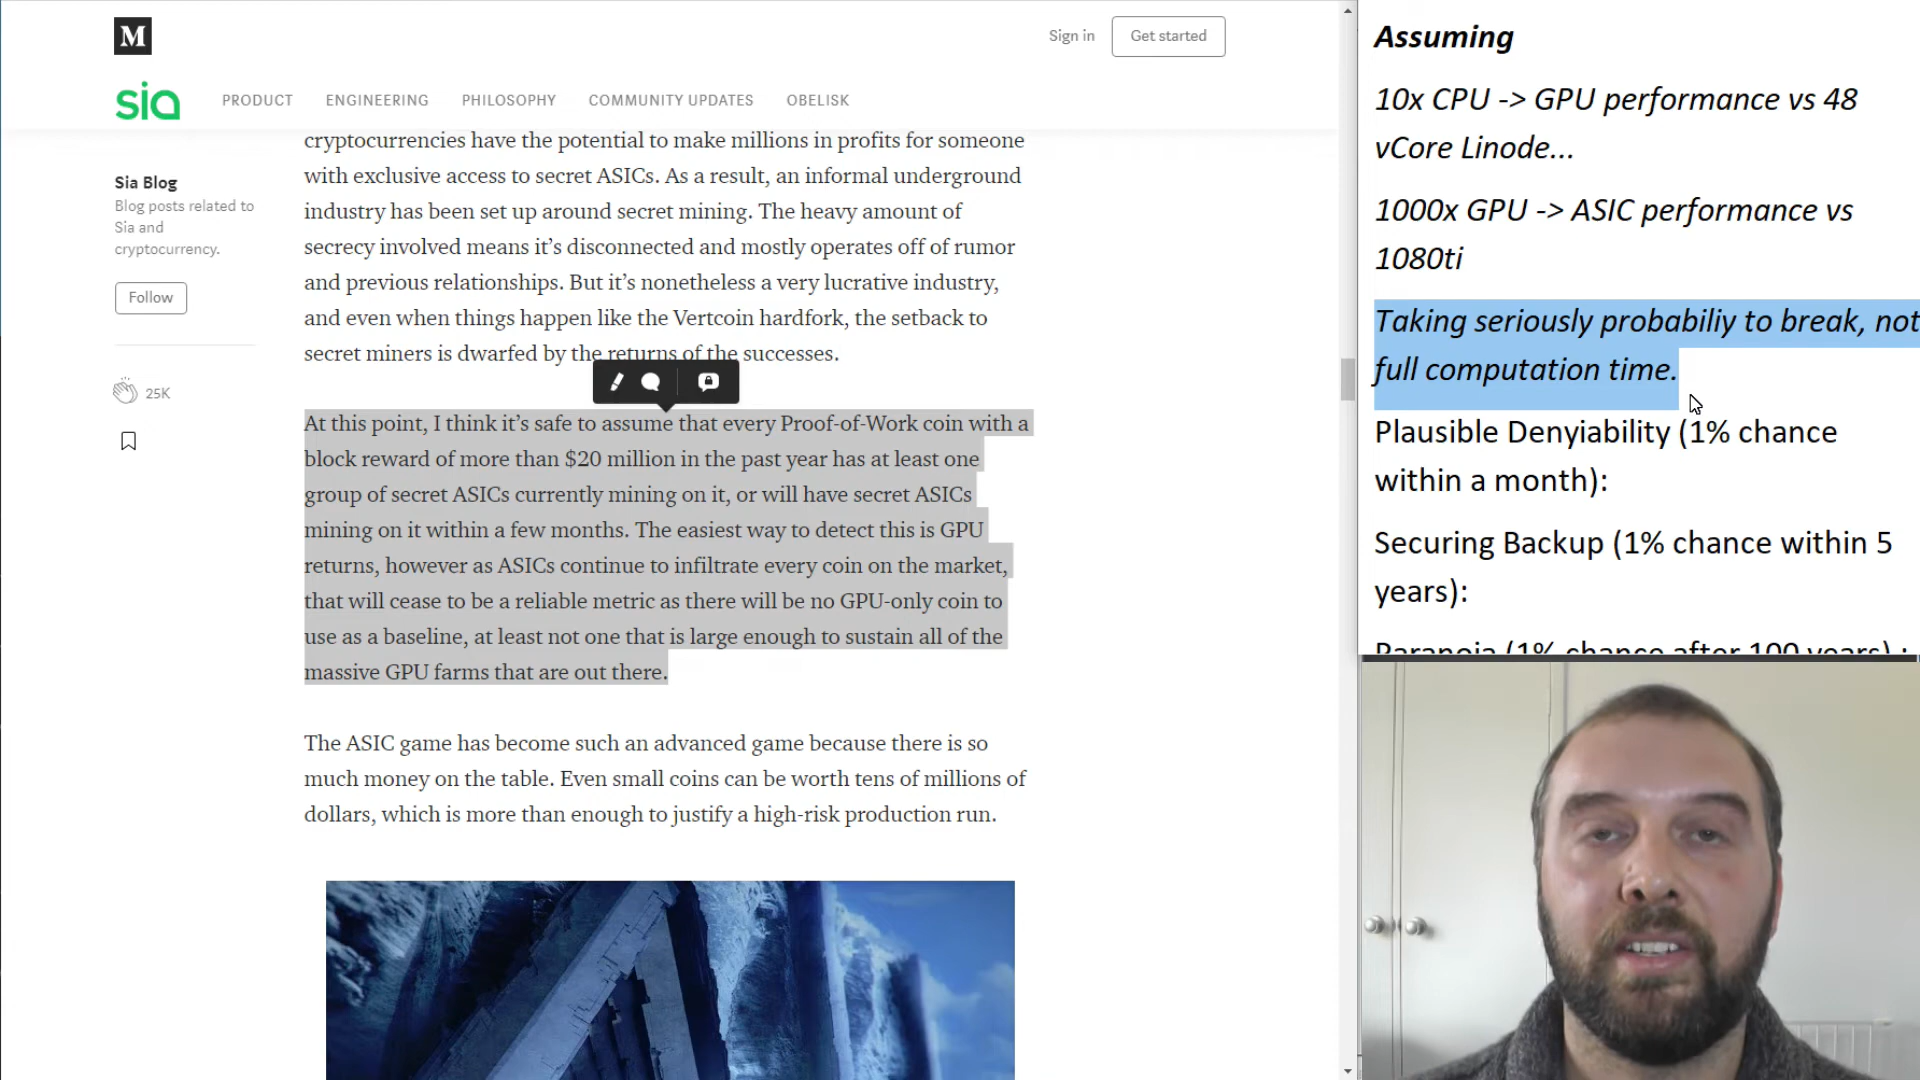 M
Sign in
Get started
sia
PRODUCT
ENGINEERING
PHILOSOPHY
COMMUNITY UPDATES
OBELISK
Sia Blog
Blog posts related to
Sia and
cryptocurrency.
Follow
25K
cryptocurrencies have the potential to make millions in profits for someone
with exclusive access to secret ASICs. As a result, an informal underground
industry has been set up around secret mining. The heavy amount of
secrecy involved means it’s disconnected and mostly operates off of rumor
and previous relationships. But it’s nonetheless a very lucrative industry,
and even when things happen like the Vertcoin hardfork, the setback to
secret miners is dwarfed by the returns of the successes.
At this point, I think it’s safe to assume that every Proof-of-Work coin with a
block reward of more than $20 million in the past year has at least one
group of secret ASICs currently mining on it, or will have secret ASICs
mining on it within a few months. The easiest way to detect this is GPU
returns, however as ASICs continue to infiltrate every coin on the market,
that will cease to be a reliable metric as there will be no GPU-only coin to
use as a baseline, at least not one that is large enough to sustain all of the
massive GPU farms that are out there.
The ASIC game has become such an advanced game because there is so
much money on the table. Even small coins can be worth tens of millions of
dollars, which is more than enough to justify a high-risk production run.
Assuming
10x CPU -> GPU performance vs 48
vCore Linode...
1000x GPU -> ASIC performance vs
1080ti
Taking seriously probabiliy to break, not
full computation time.
Plausible Denyiability (1% chance
within a month):
Securing Backup (1% chance within 5
years):
Paranoia (1% chance after 100 years) :